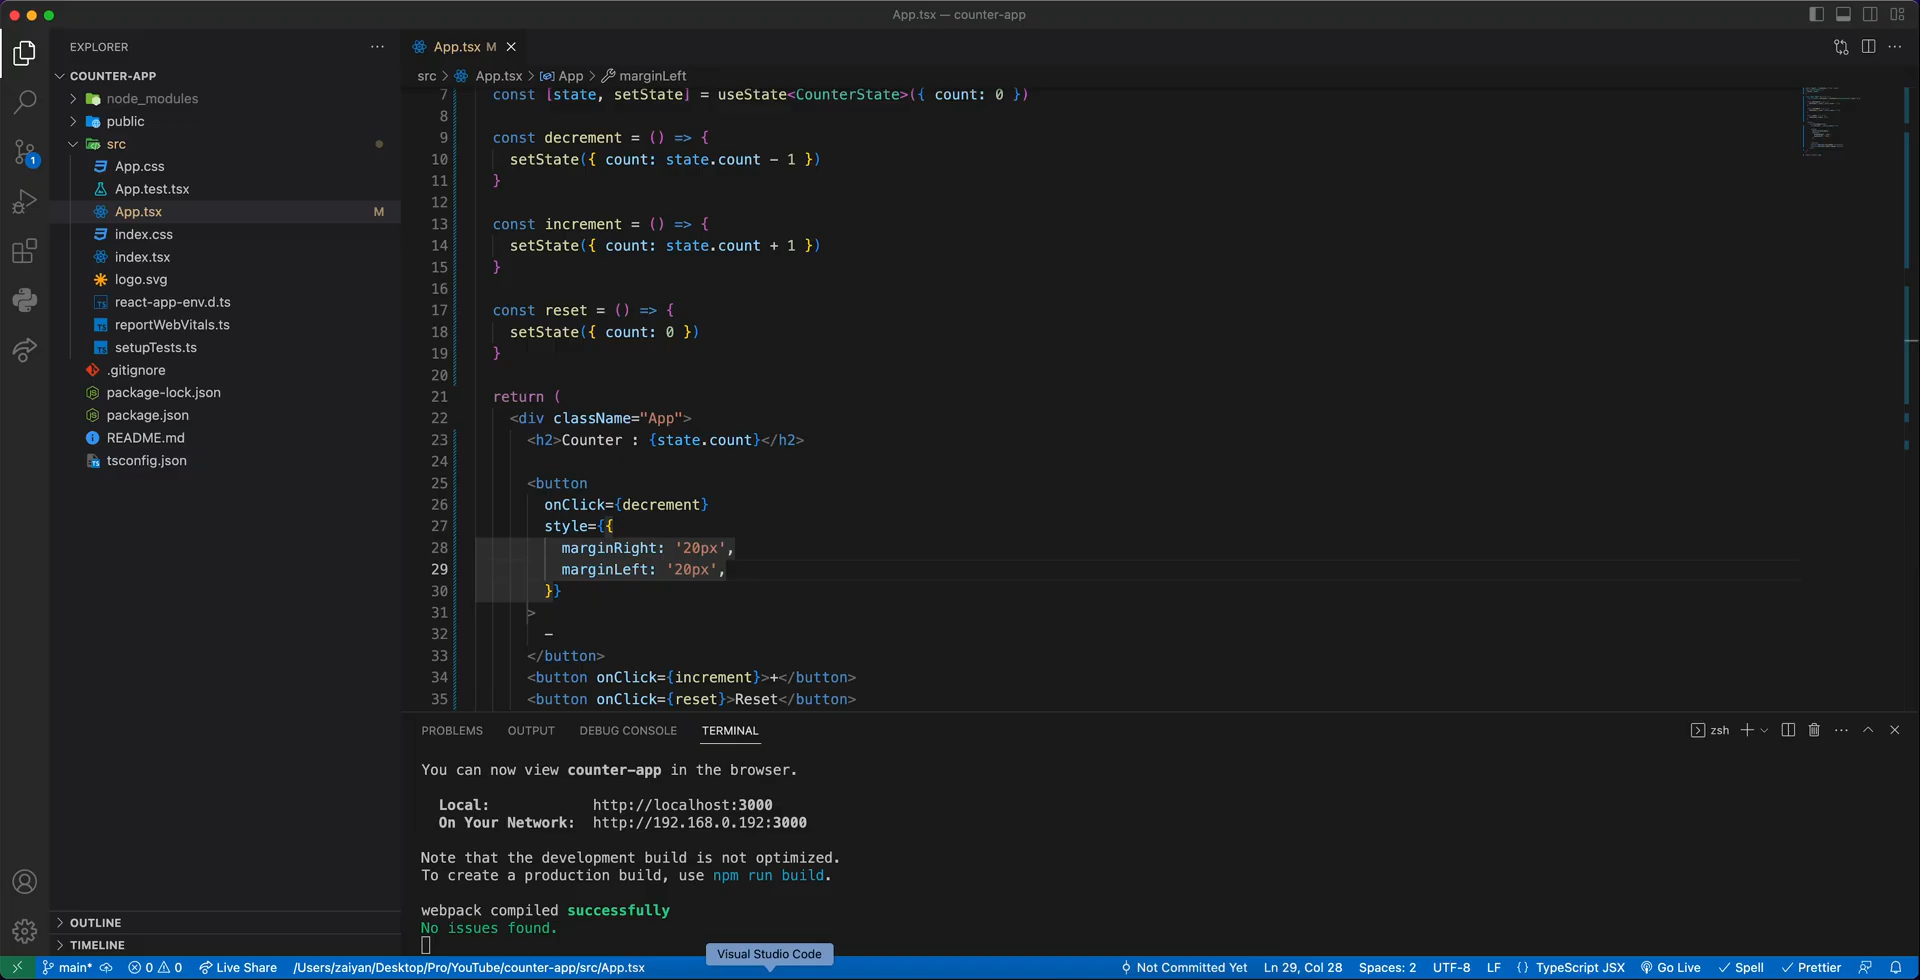 App.tsx — counter-app
EXPLORER
COUNTER-APP
node_modules
public
src
App.css
App.test.tsx
App.tsx M
index.css
index.tsx
logo.svg
react-app-env.d.ts
reportWebVitals.ts
setupTests.ts
.gitignore
package-lock.json
package.json
README.md
tsconfig.json
OUTLINE
TIMELINE
1
App.tsx M
src > App.tsx > App > marginLeft
7 const [state, setState] = useState<CounterState>({ count: 0 })
8
9 const decrement = () => {
10 setState({ count: state.count - 1 })
11 }
12
13 const increment = () => {
14 setState({ count: state.count + 1 })
15 }
16
17 const reset = () => {
18 setState({ count: 0 })
19 }
20
21 return (
22 <div className="App">
23 <h2>Counter : {state.count}</h2>
24
25 <button
26 onClick={decrement}
27 style={{
28 marginRight: '20px',
29 marginLeft: '20px',
30 }}
31 >
32 -
33 </button>
34 <button onClick={increment}>+</button>
35 <button onClick={reset}>Reset</button>
PROBLEMS OUTPUT DEBUG CONSOLE TERMINAL
zsh
You can now view counter-app in the browser.
Local: http://localhost:3000
On Your Network: http://192.168.0.192:3000
Note that the development build is not optimized.
To create a production build, use npm run build.
webpack compiled successfully
No issues found.
Visual Studio Code
main* 0 0 Live Share /Users/zaiyan/Desktop/Pro/YouTube/counter-app/src/App.tsx Not Committed Yet Ln 29, Col 28 Spaces: 2 UTF-8 LF {} TypeScript JSX Go Live Spell Prettier